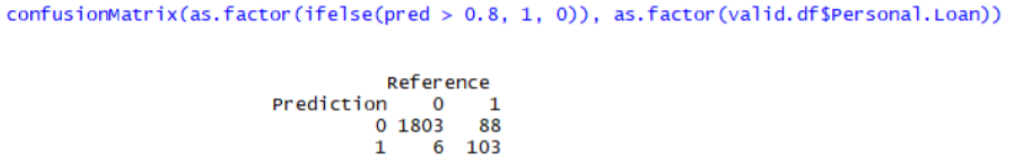 confusionMatrix(as.factor(ifelse(pred > 0.8, 1, 0)), as.factor(valid.df$Personal.Loan))
Reference
Prediction 0 1
0 1803 88
1 6 103